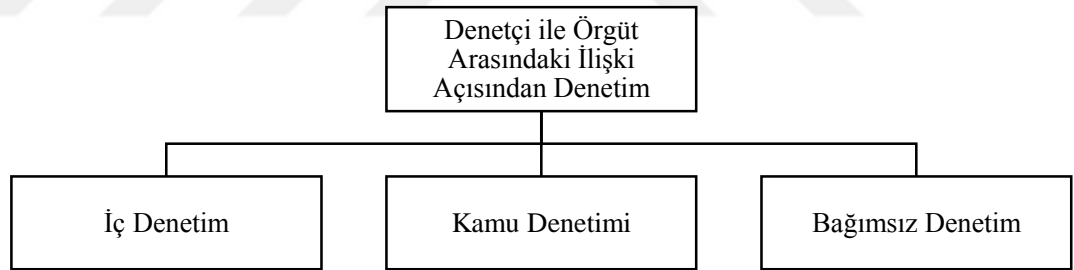 Denetçi ile Örgüt
Arasındaki İlişki
Açısından Denetim
İç Denetim
Kamu Denetimi
Bağımsız Denetim